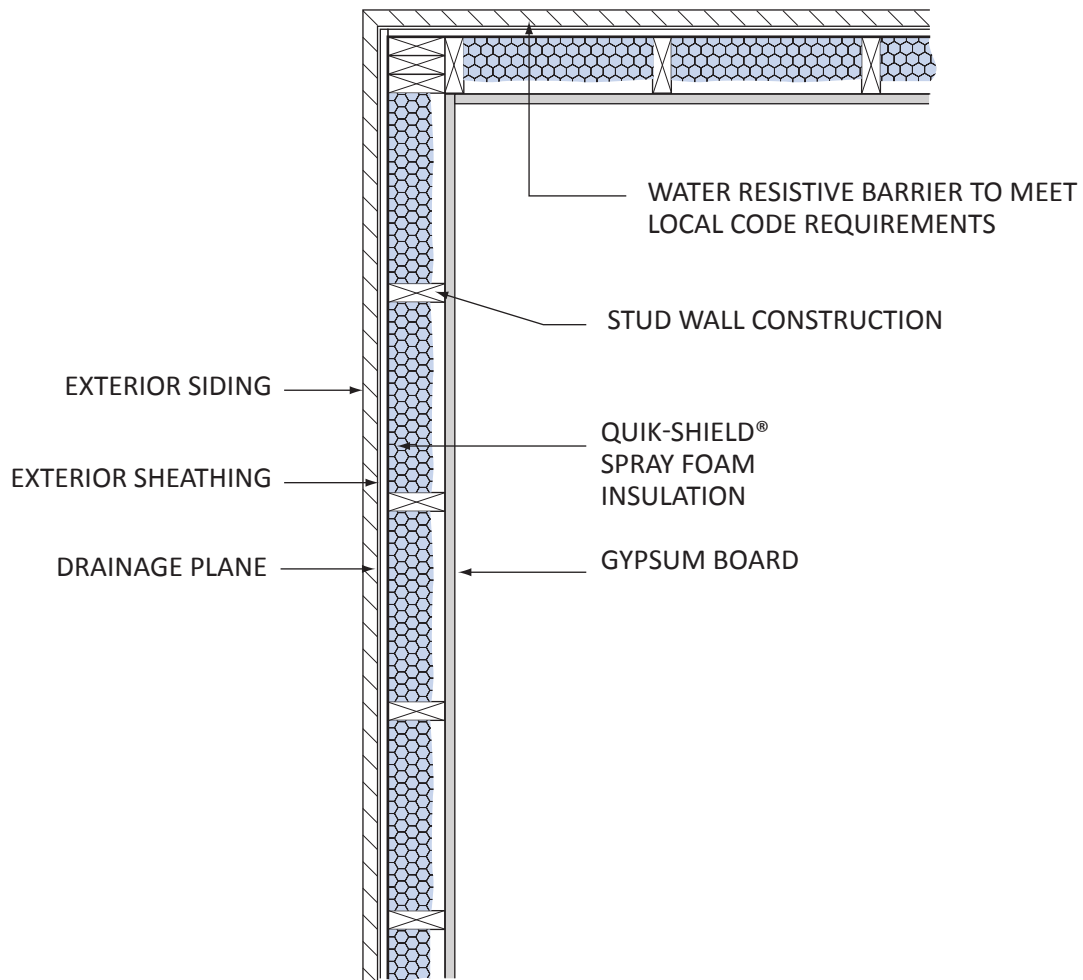 WATER RESISTIVE BARRIER TO MEET
LOCAL CODE REQUIREMENTS
STUD WALL CONSTRUCTION
EXTERIOR SIDING
QUIK-SHIELD®
SPRAY FOAM
INSULATION
EXTERIOR SHEATHING
DRAINAGE PLANE
GYPSUM BOARD